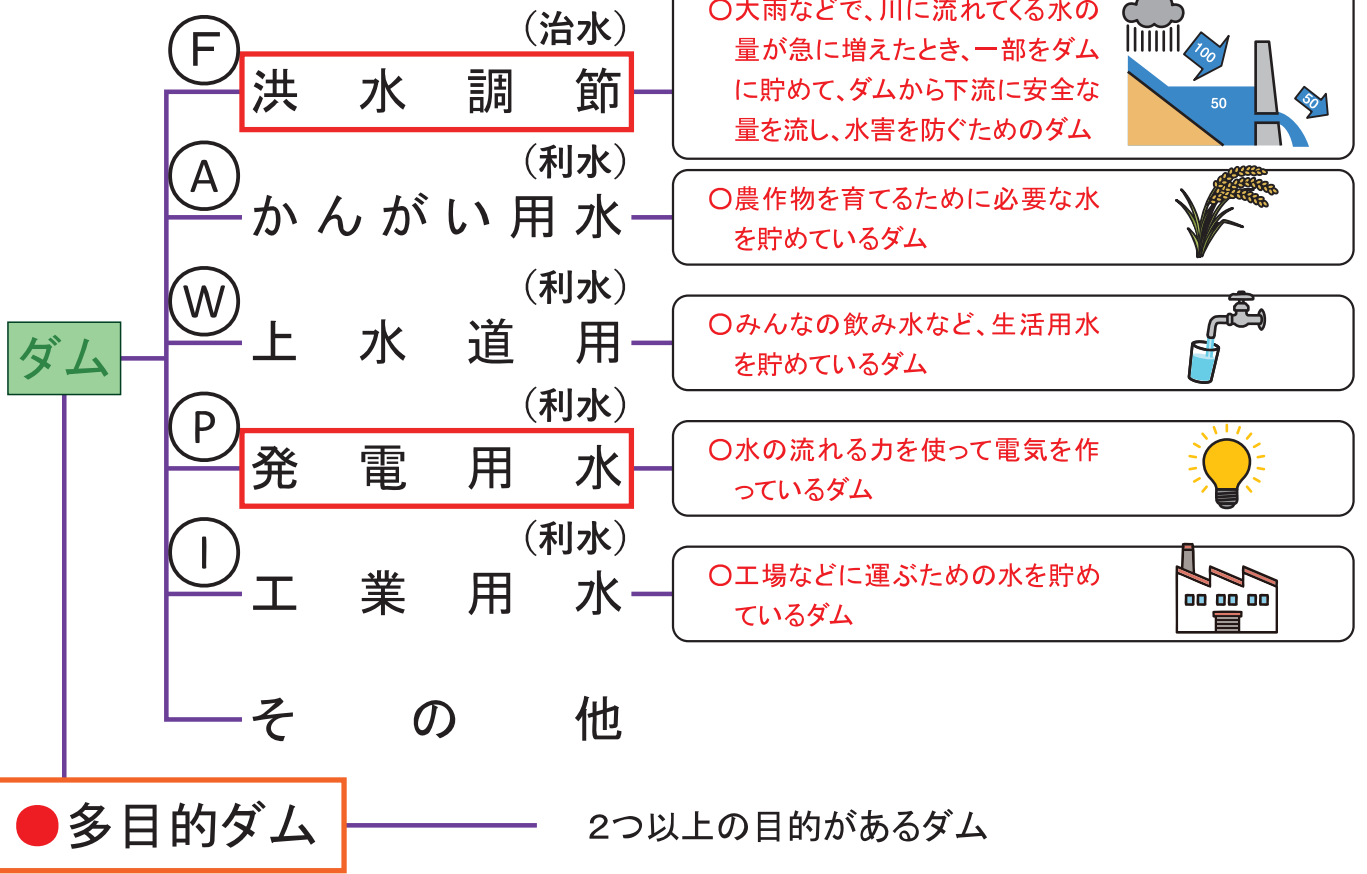 F
(治水)
洪水調節
〇大雨などで、川に流れてくる水の
量が急に増えたとき、一部をダム
に貯めて、ダムから下流に安全な
量を流し、水害を防ぐためのダム
100
50
50
A
(利水)
かんがい用水
〇農作物を育てるために必要な水
を貯めているダム
W
(利水)
上水道用
〇みんなの飲み水など、生活用水
を貯めているダム
ダム
P
(利水)
発電用水
〇水の流れる力を使って電気を作
っているダム
I
(利水)
工業用水
〇工場などに運ぶための水を貯め
ているダム
その他
●多目的ダム
2つ以上の目的があるダム